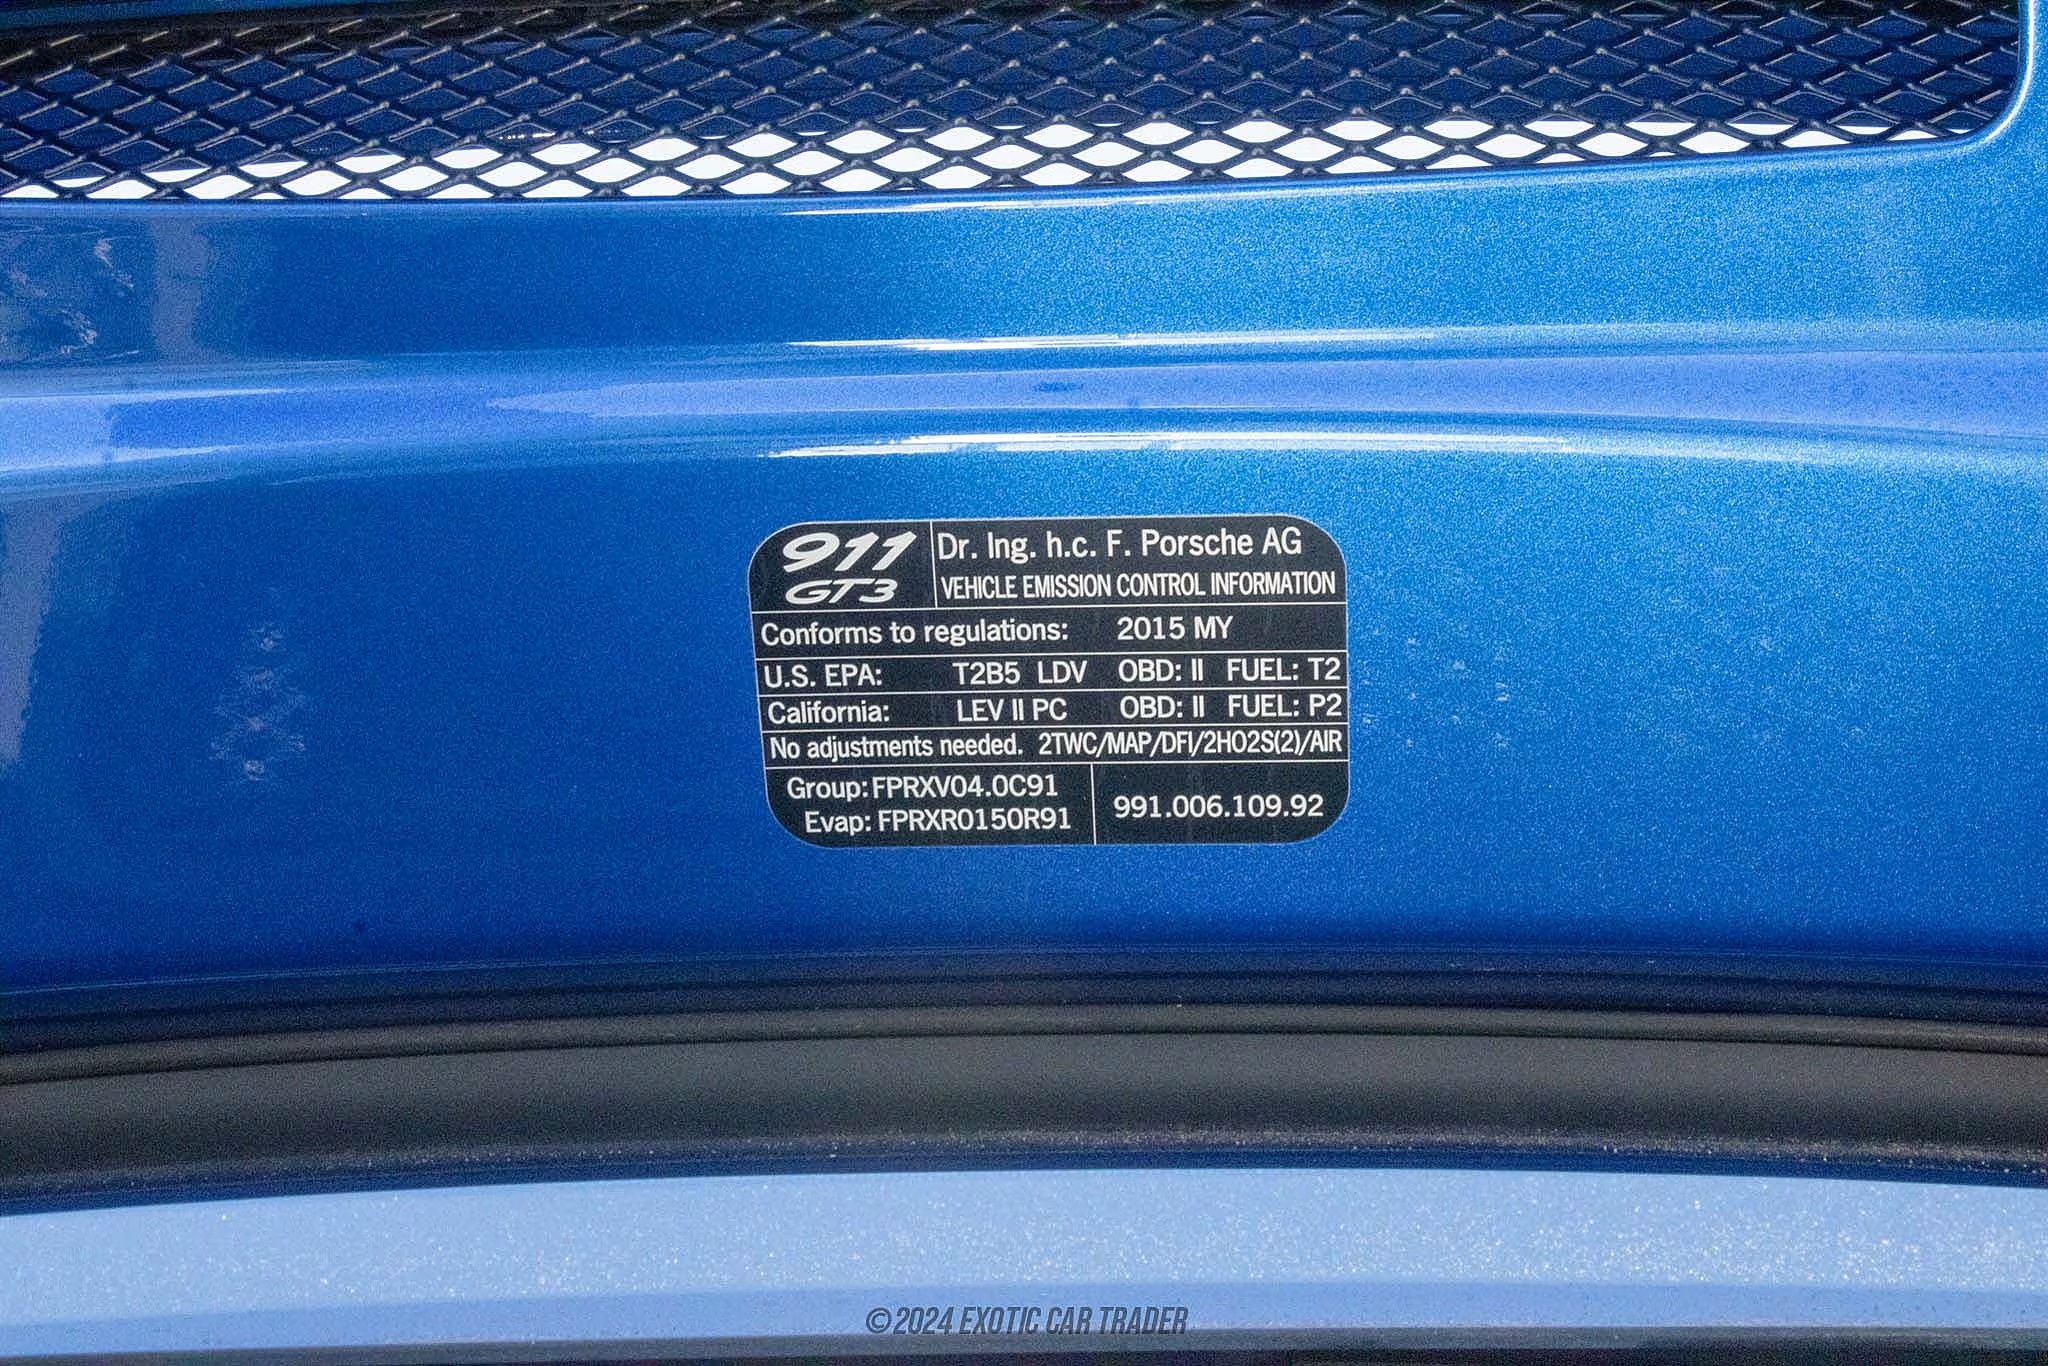 911 Dr. Ing. h.c. F. Porsche AG
GT3 VEHICLE EMISSION CONTROL INFORMATION
Conforms to regulations: 2015 MY
U.S. EPA: T2B5 LDV OBD: II FUEL: T2
California: LEV II PC OBD: II FUEL: P2
No adjustments needed. 2TWC/MAP/DFI/2HO2S(2)/AIR
Group: FPRXV04.0C91
Evap: FPRXR0150R91
991.006.109.92
©2024 EXOTIC CAR TRADER